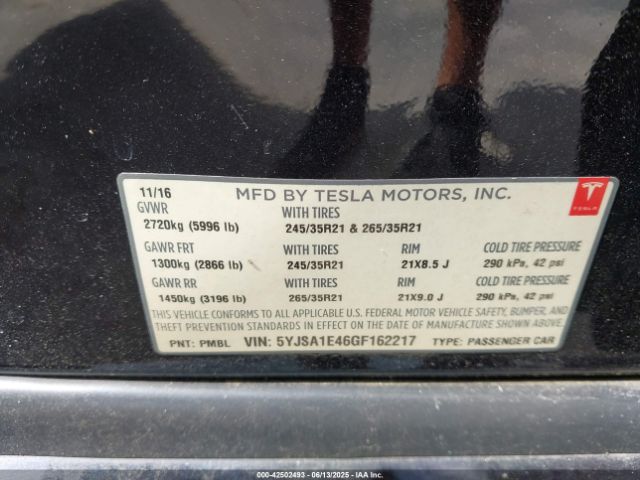 11/16 MFD BY TESLA MOTORS, INC.
GVWR WITH TIRES
2720kg (5996 lb) 245/35R21 & 265/35R21
TESLA
GAWR FRT WITH TIRES RIM COLD TIRE PRESSURE
1300kg (2866 lb) 245/35R21 21X8.5 J 290 kPa, 42 psi
GAWR RR WITH TIRES RIM COLD TIRE PRESSURE
1450kg (3196 lb) 265/35R21 21X9.0 J 290 kPa, 42 psi
THIS VEHICLE CONFORMS TO ALL APPLICABLE U.S. FEDERAL MOTOR VEHICLE SAFETY, BUMPER, AND
THEFT PREVENTION STANDARDS IN EFFECT ON THE DATE OF MANUFACTURE SHOWN ABOVE.
PNT: PMBL VIN: 5YJSA1E46GF162217 TYPE: PASSENGER CAR
000-42502493 - 06/13/2025 - IAAI.COM